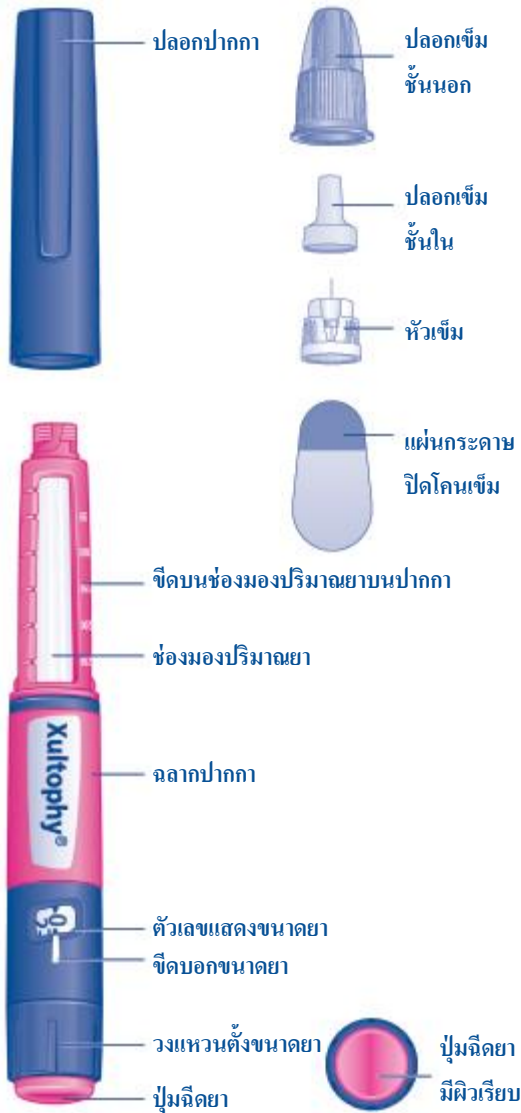 ปลอกปากกา
ปลอกเข็ม
ชั้นนอก
ปลอกเข็ม
ชั้นใน
หัวเข็ม
แผ่นกระดาษ
ปิดโคนเข็ม
ขีดบนช่องมองปริมาณยาบนปากกา
ช่องมองปริมาณยา
Xultophy®
ฉลากปากกา
ตัวเลขแสดงขนาดยา
ขีดบอกขนาดยา
วงแหวนตั้งขนาดยา
ปุ่มฉีดยา
ปุ่มฉีดยา
มีผิวเรียบ